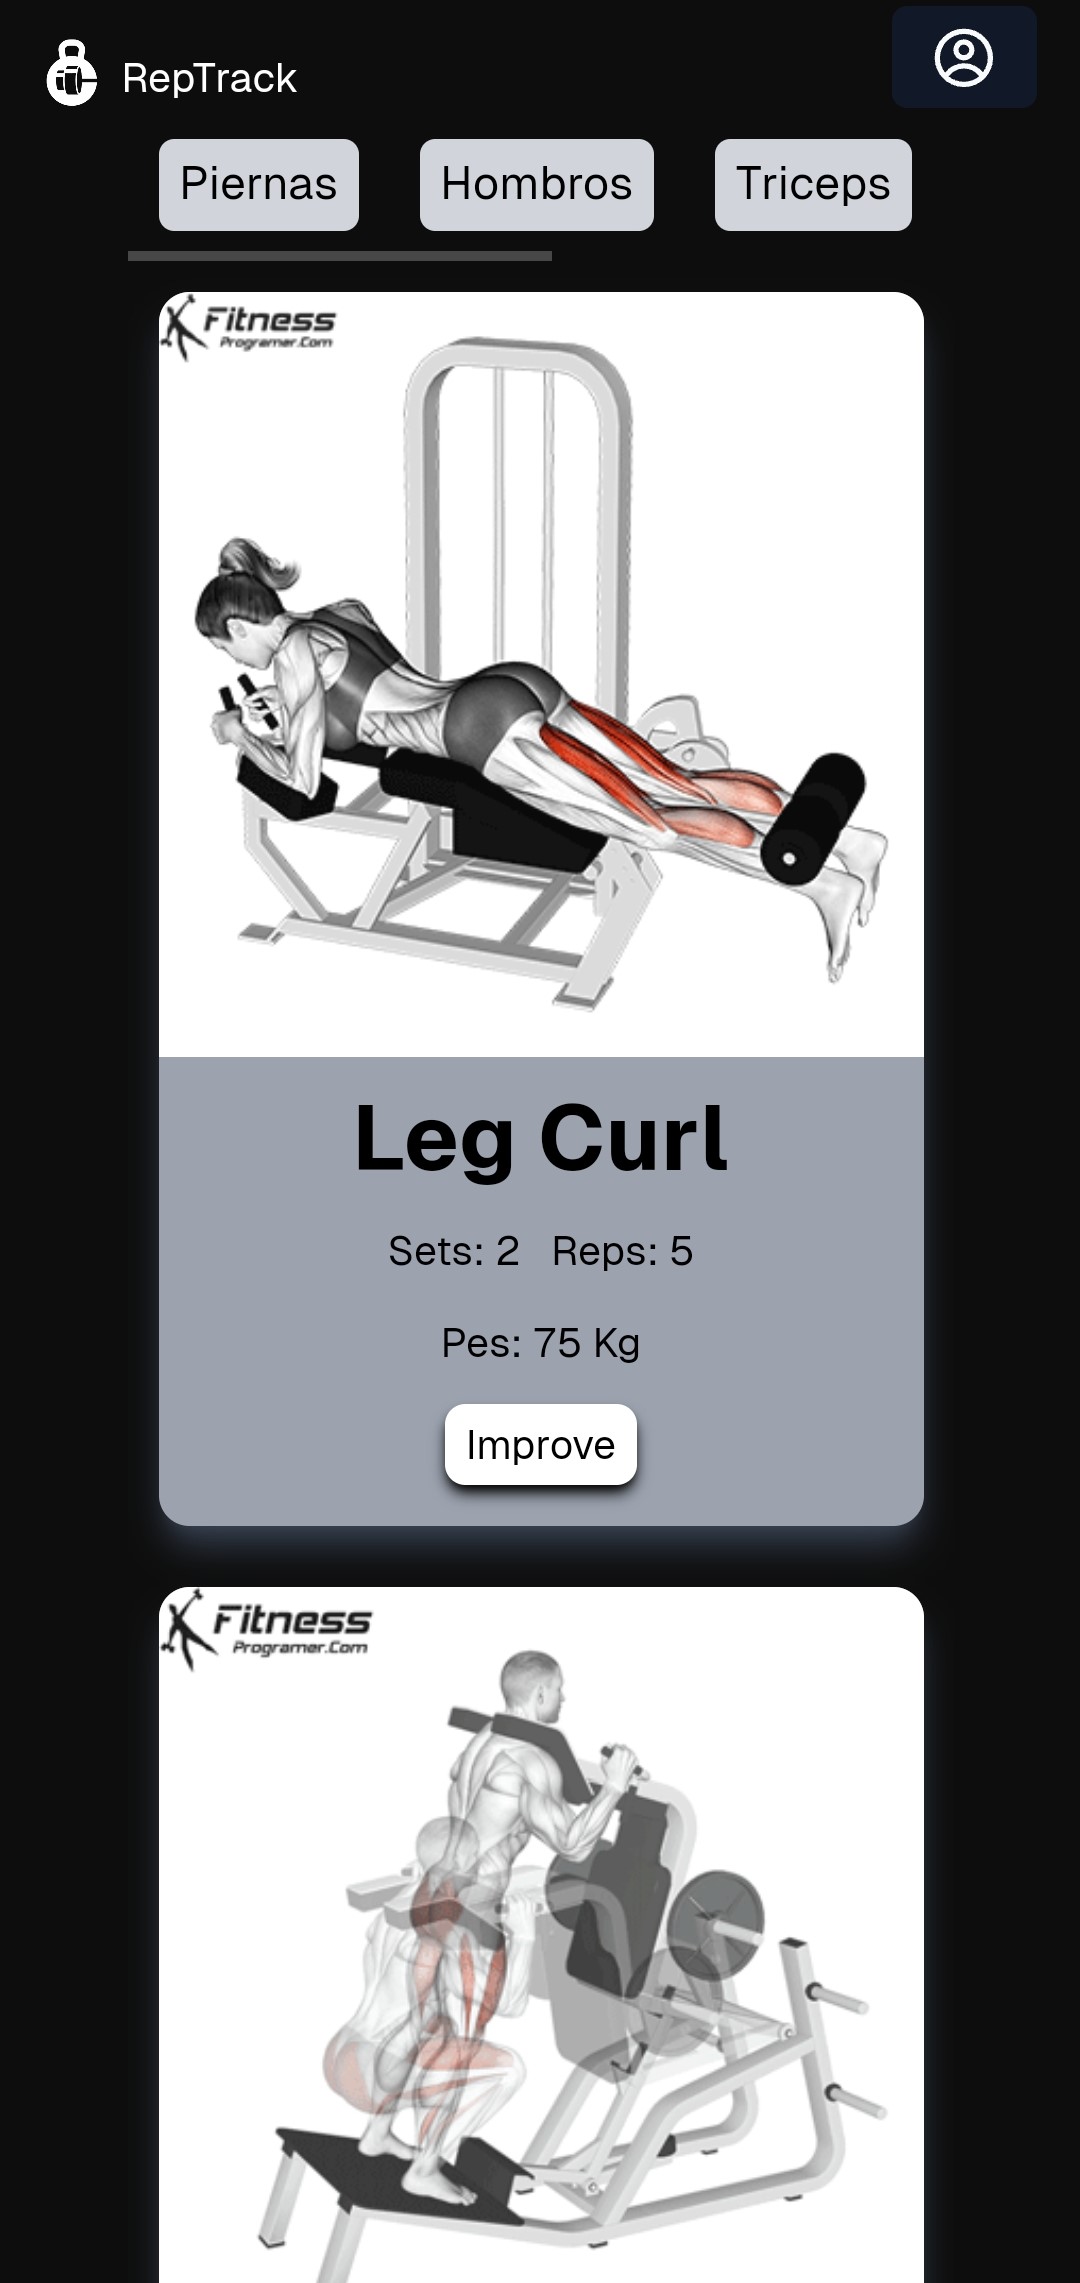 RepTrack
Piernas
Hombros
Triceps
Fitness
Programer.Com
Leg Curl
Sets: 2 Reps: 5
Pes: 75 Kg
Improve
Fitness
Programer.Com